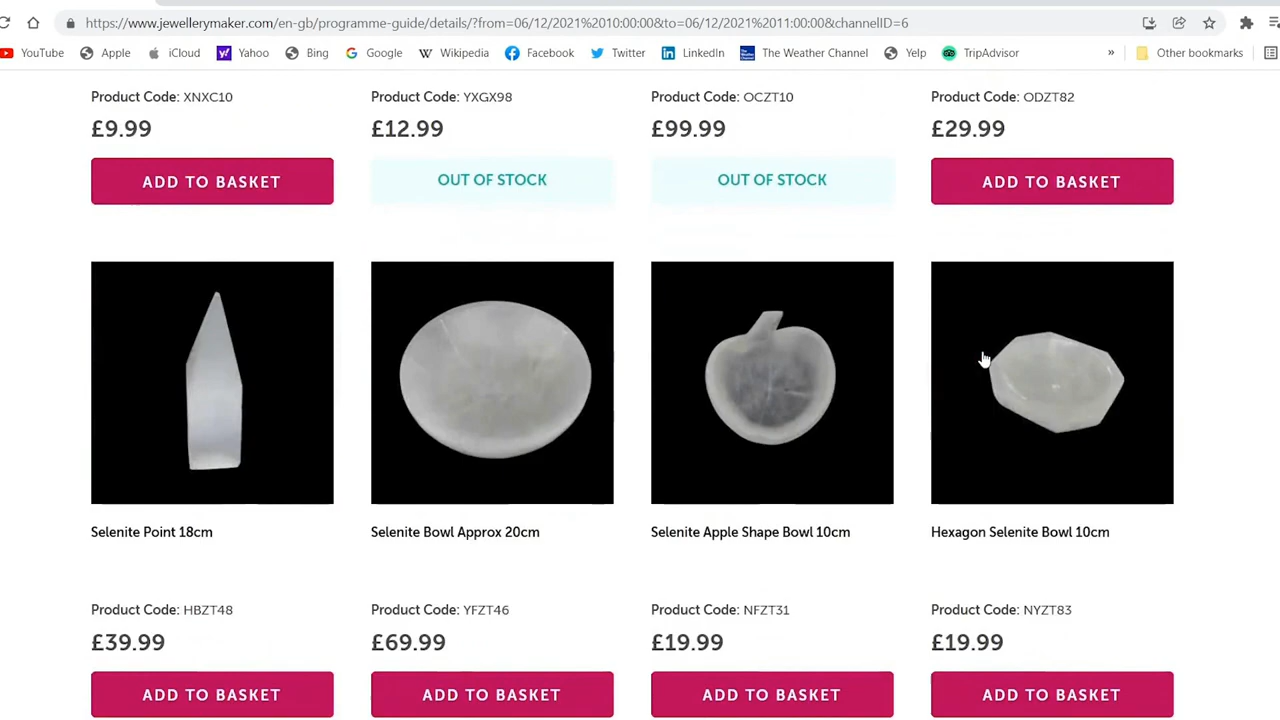 https://www.jewellerymaker.com/en-gb/programme-guide/details/?from=06/12/2021%2010:00:00&to=06/12/2021%2011:00:00&channelID=6
YouTube Apple iCloud Yahoo Bing Google Wikipedia Facebook Twitter LinkedIn The Weather Channel Yelp TripAdvisor » Other bookmarks
Product Code: XNXC10 Product Code: YXGX98 Product Code: OCZT10 Product Code: ODZT82
£9.99 £12.99 £99.99 £29.99
ADD TO BASKET OUT OF STOCK OUT OF STOCK ADD TO BASKET
Selenite Point 18cm Selenite Bowl Approx 20cm Selenite Apple Shape Bowl 10cm Hexagon Selenite Bowl 10cm
Product Code: HBZT48 Product Code: YFZT46 Product Code: NFZT31 Product Code: NYZT83
£39.99 £69.99 £19.99 £19.99
ADD TO BASKET ADD TO BASKET ADD TO BASKET ADD TO BASKET